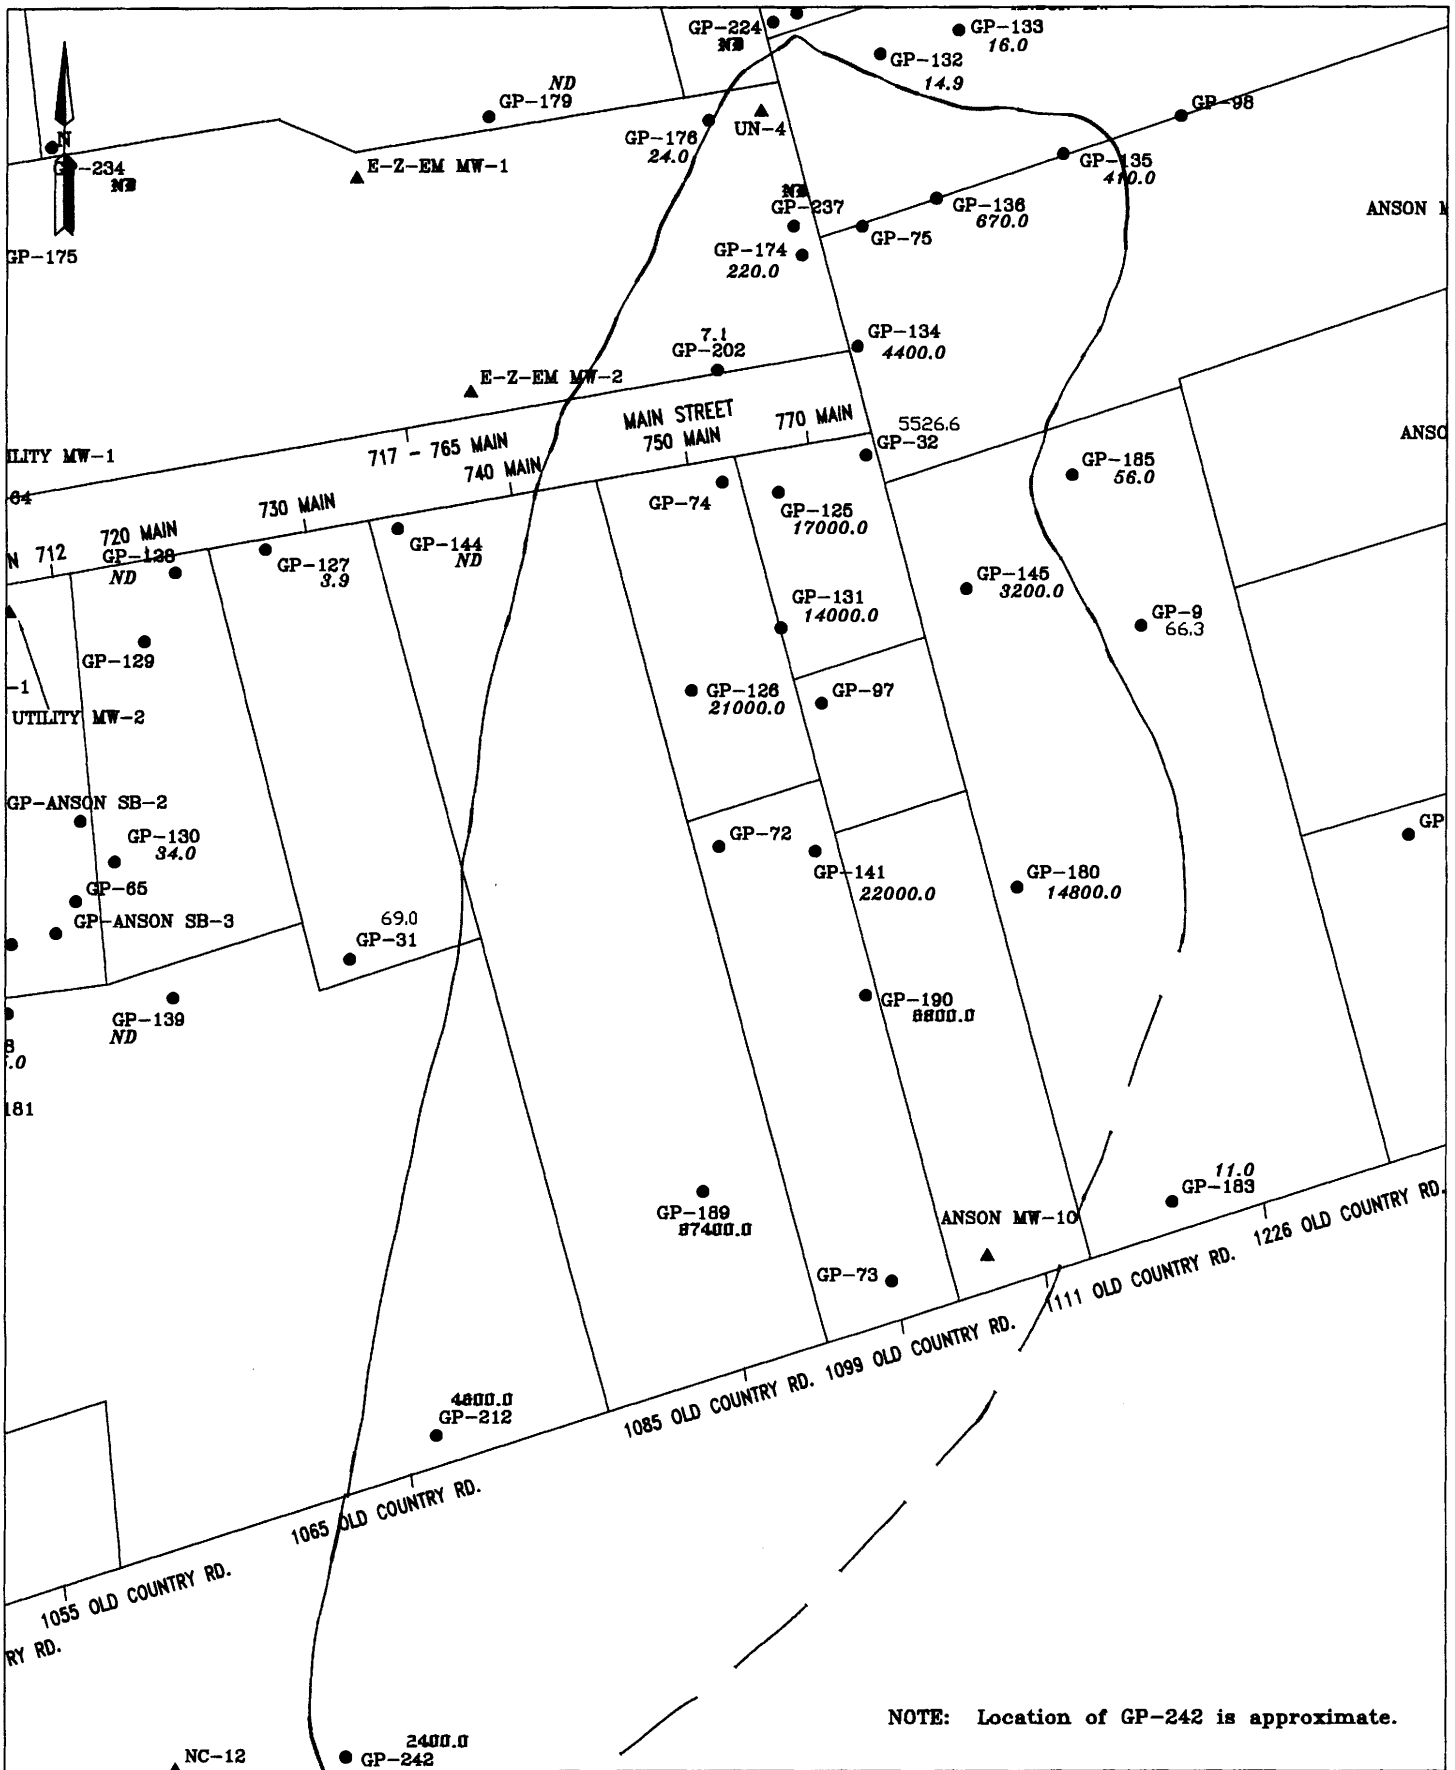 GP-224
ND
GP-133
16.0
GP-132
14.9
ND
GP-179
GP-98
UN-4
GP-176
24.0
N
GP-234
ND
E-Z-EM MW-1
GP-135
410.0
ND
GP-237
GP-136
670.0
ANSON
GP-75
GP-175
GP-174
220.0
7.1
GP-202
GP-134
4400.0
E-Z-EM MW-2
MAIN STREET
770 MAIN
5526.6
GP-32
717 - 765 MAIN
750 MAIN
740 MAIN
ILITY MW-1
64
GP-185
56.0
GP-74
GP-125
17000.0
730 MAIN
720 MAIN
N 712
GP-128
ND
GP-127
3.9
GP-144
ND
GP-145
3200.0
GP-131
14000.0
GP-9
66.3
GP-129
-1
UTILITY MW-2
GP-126
21000.0
GP-97
GP-ANSON SB-2
GP-130
34.0
GP-72
GP
GP-141
22000.0
GP-180
14800.0
GP-65
GP-ANSON SB-3
69.0
GP-31
GP-190
GP-139
ND
.0
181
11.0
GP-183
GP-189
ANSON MW-10
1226 OLD COUNTRY RD.
GP-73
1111 OLD COUNTRY RD.
1099 OLD COUNTRY RD.
1085 OLD COUNTRY RD.
GP-212
1065 OLD COUNTRY RD.
1055 OLD COUNTRY RD.
RY RD.
NOTE: Location of GP-242 is approximate.
2400.0
GP-242
NC-12